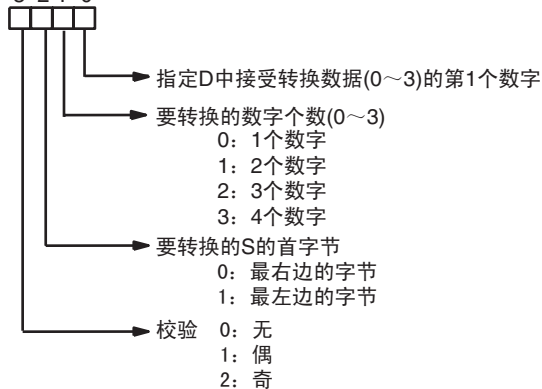 指定D中接受转换数据(0～3)的第1个数字
要转换的数字个数(0～3)
0：1个数字
1：2个数字
2：3个数字
3：4个数字
要转换的S的首字节
0：最右边的字节
1：最左边的字节
校验 0：无
1：偶
2：奇